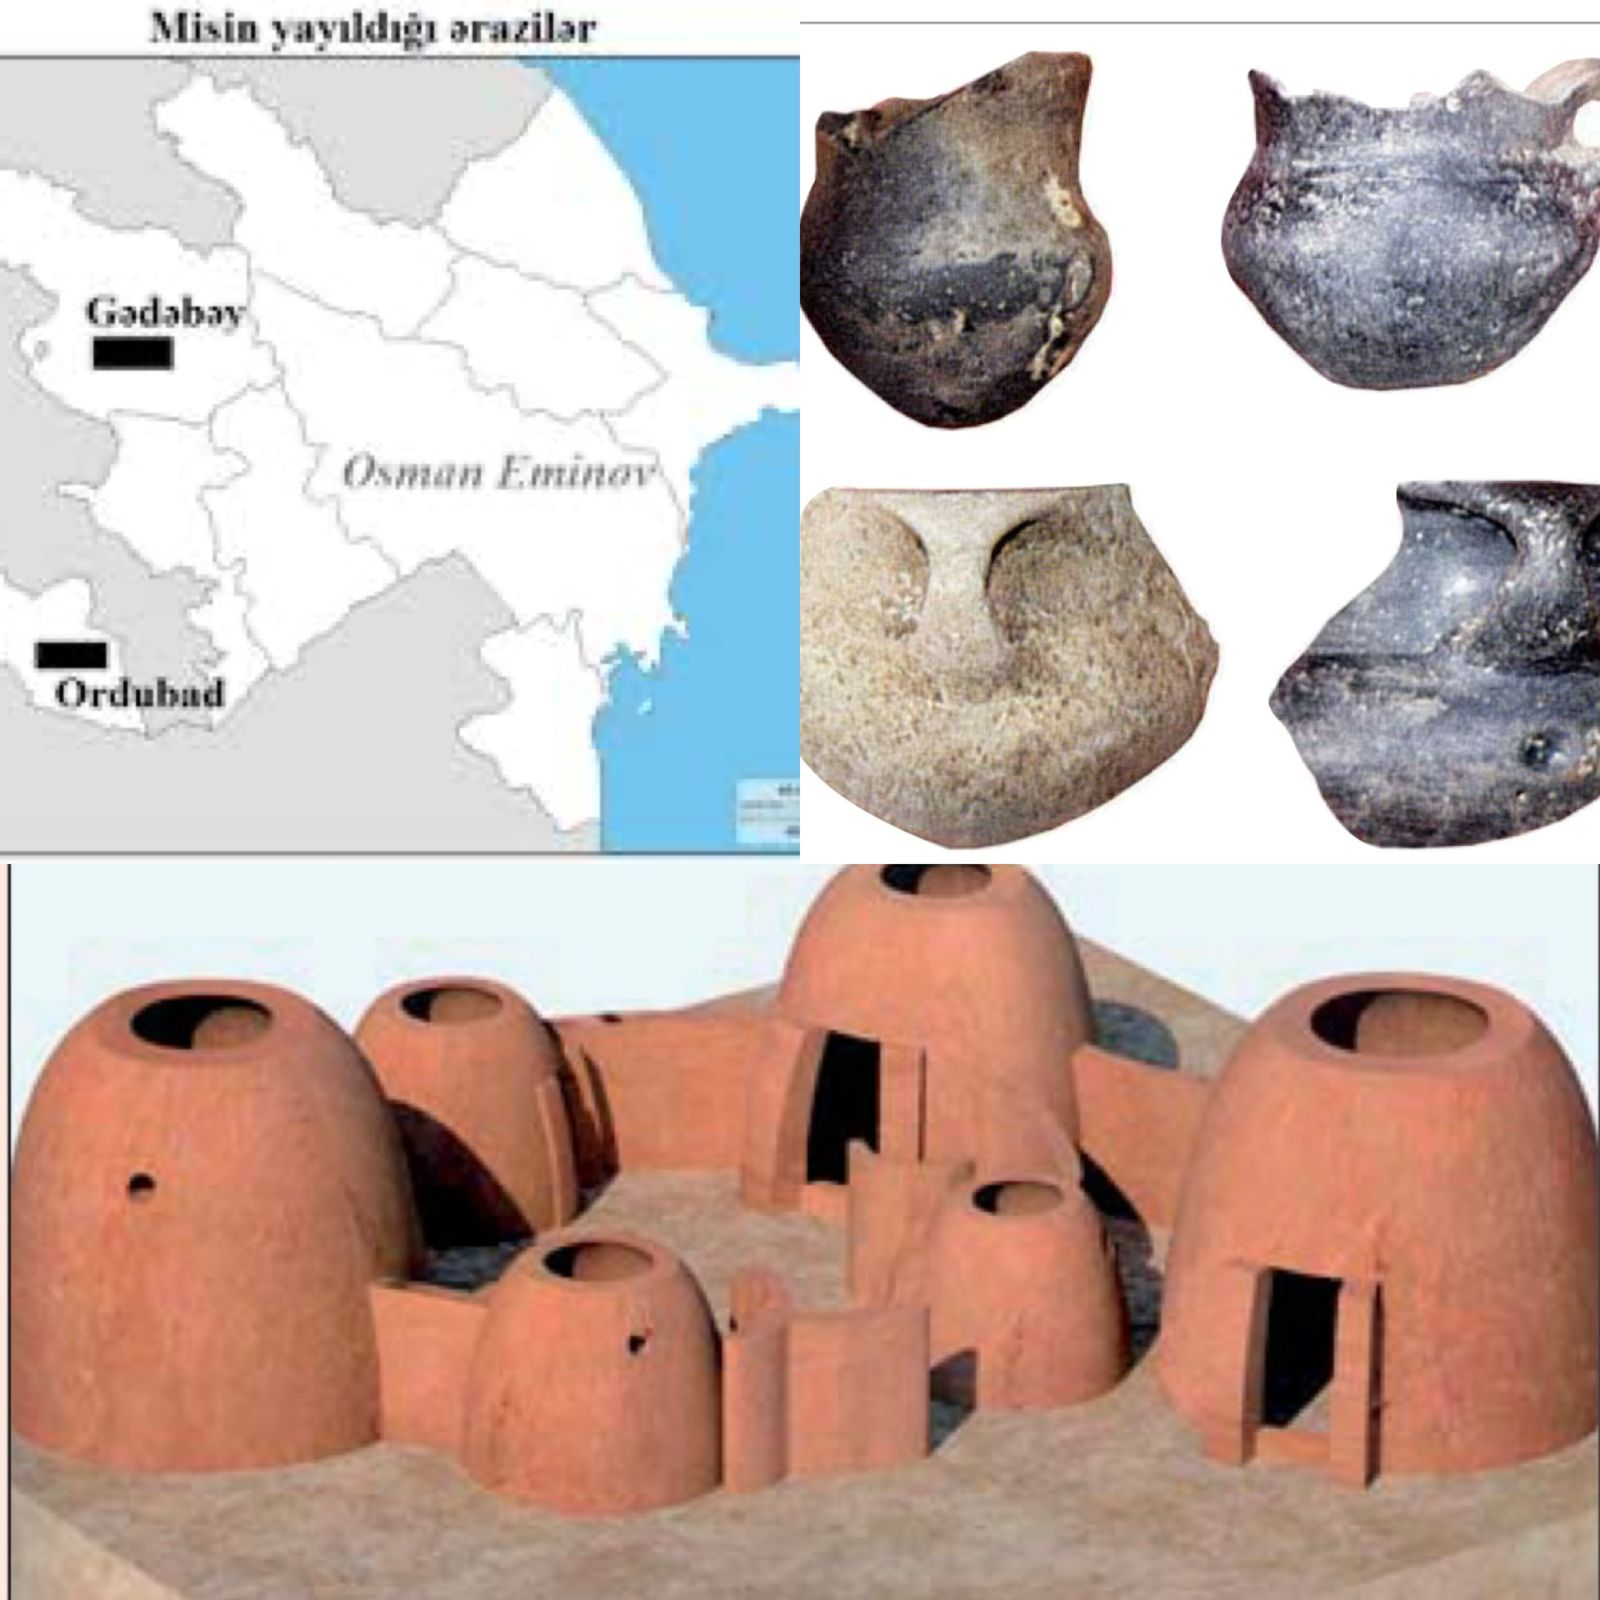 Misin yayıldığı ərazilər
Gədəbəy
Osman Eminov
Ordubad